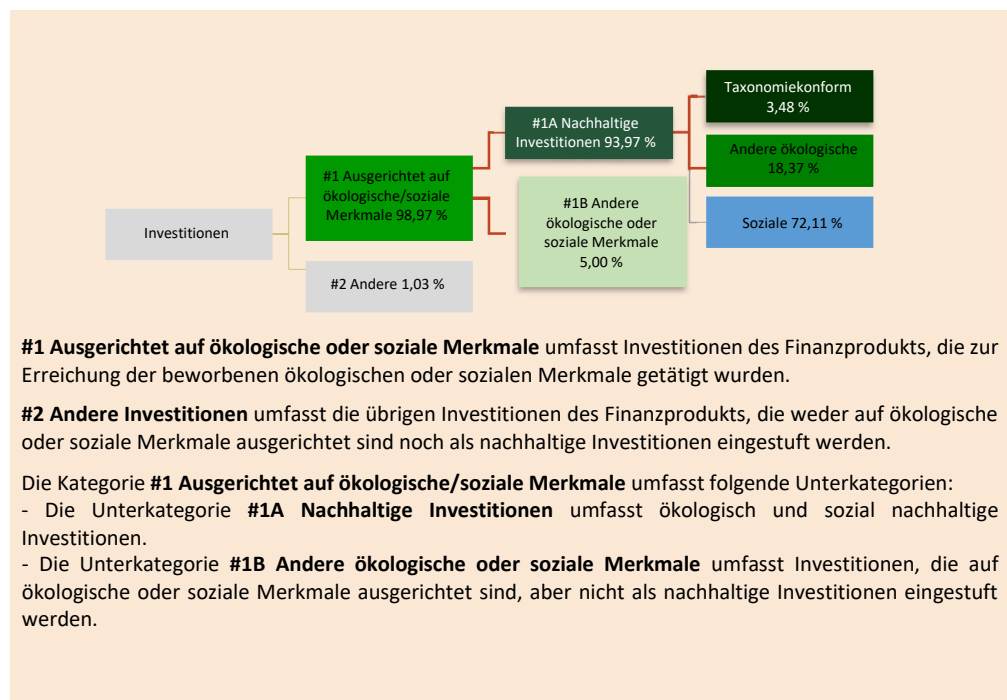 Taxonomiekonform
3,48 %
#1A Nachhaltige
Investitionen 93,97 %
Andere ökologische
18,37 %
#1 Ausgerichtet auf
ökologische/soziale
Merkmale 98,97 %
#1B Andere
ökologische oder
soziale Merkmale
5,00 %
Soziale 72,11 %
Investitionen
#2 Andere 1,03 %
#1 Ausgerichtet auf ökologische oder soziale Merkmale umfasst Investitionen des Finanzprodukts, die zur
Erreichung der beworbenen ökologischen oder sozialen Merkmale getätigt wurden.
#2 Andere Investitionen umfasst die übrigen Investitionen des Finanzprodukts, die weder auf ökologische
oder soziale Merkmale ausgerichtet sind noch als nachhaltige Investitionen eingestuft werden.
Die Kategorie #1 Ausgerichtet auf ökologische/soziale Merkmale umfasst folgende Unterkategorien:
- Die Unterkategorie #1A Nachhaltige Investitionen umfasst ökologisch und sozial nachhaltige
Investitionen.
- Die Unterkategorie #1B Andere ökologische oder soziale Merkmale umfasst Investitionen, die auf
ökologische oder soziale Merkmale ausgerichtet sind, aber nicht als nachhaltige Investitionen eingestuft
werden.